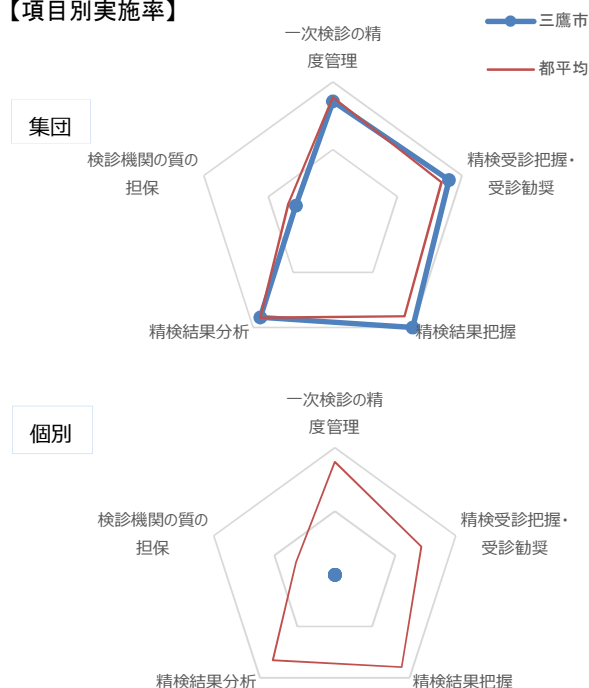 【項目別実施率】
三鷹市
都平均
集団
一次検診の精
度管理
精検受診把握・
受診勧奨
精検結果把握
精検結果分析
検診機関の質の
担保
個別
一次検診の精
度管理
精検受診把握・
受診勧奨
精検結果把握
精検結果分析
検診機関の質の
担保